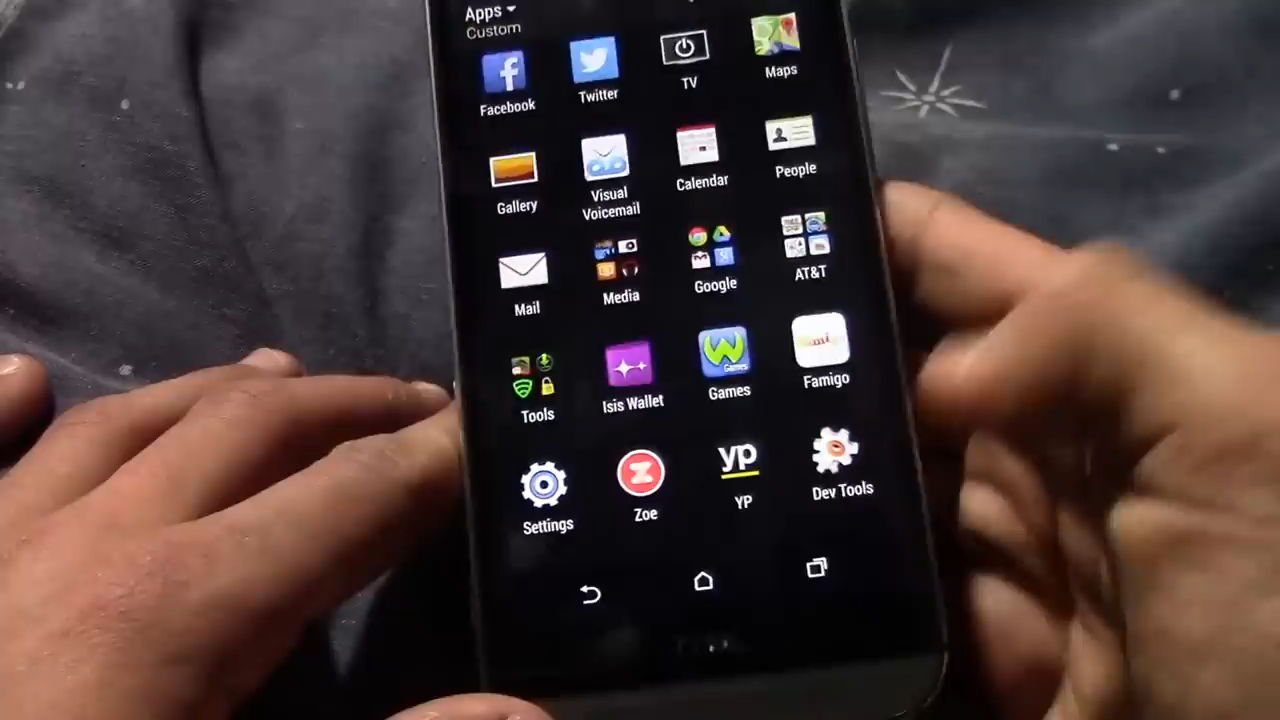 Apps
Custom
Facebook
Twitter
TV
Maps
Gallery
Visual
Voicemail
Calendar
People
Mail
Media
Google
AT&T
Tools
Isis Wallet
Games
Games
Famigo
Settings
Zoe
yp
YP
Dev Tools